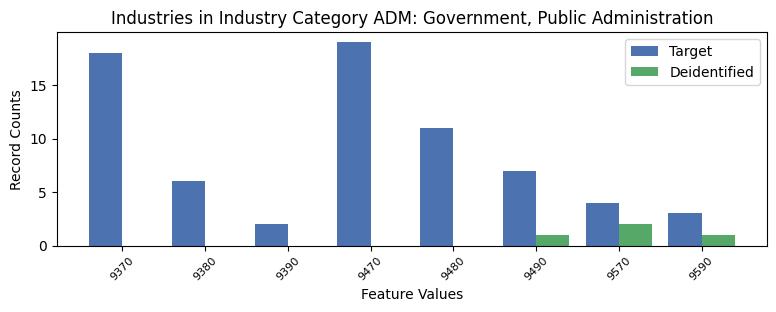 Industries in Industry Category ADM: Government, Public Administration
Target
Deidentified
Record Counts
15
10
5
0
9370 9380 9390 9470 9480 9490 9570 9590
Feature Values